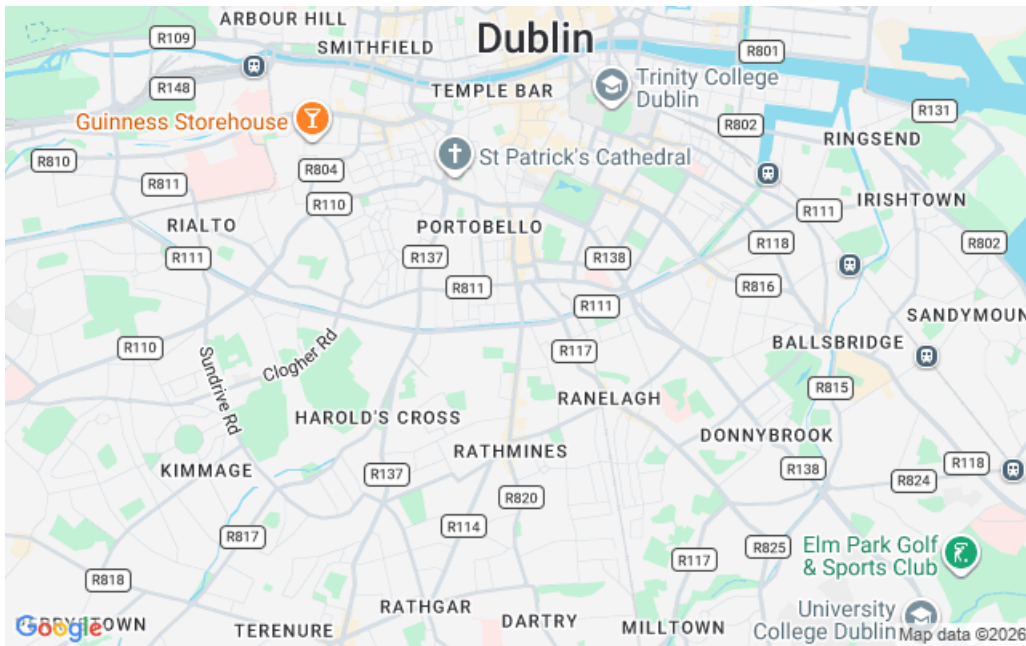 ARBOUR HILL
Dublin
R109
SMITHFIELD
R801
R148
TEMPLE BAR
Trinity College
Dublin
R131
Guinness Storehouse
R802
RINGSEND
R810
R804
St Patrick's Cathedral
R811
R110
R111
IRISHTOWN
RIALTO
PORTOBELLO
R118
R802
R111
R137
R138
R811
R816
R111
SANDYMOUN
R110
Clogher Rd
R117
BALLSBRIDGE
Sundrive Rd
R815
RANELAGH
HAROLD'S CROSS
DONNYBROOK
RATHMINES
KIMMAGE
R137
R138
R118
R824
R820
R114
R817
R825
Elm Park Golf
& Sports Club
R117
R818
RATHGAR
University
College Dublin
DARTRY
Google
TOWN
TERENURE
MILLTOWN
Map data ©2026